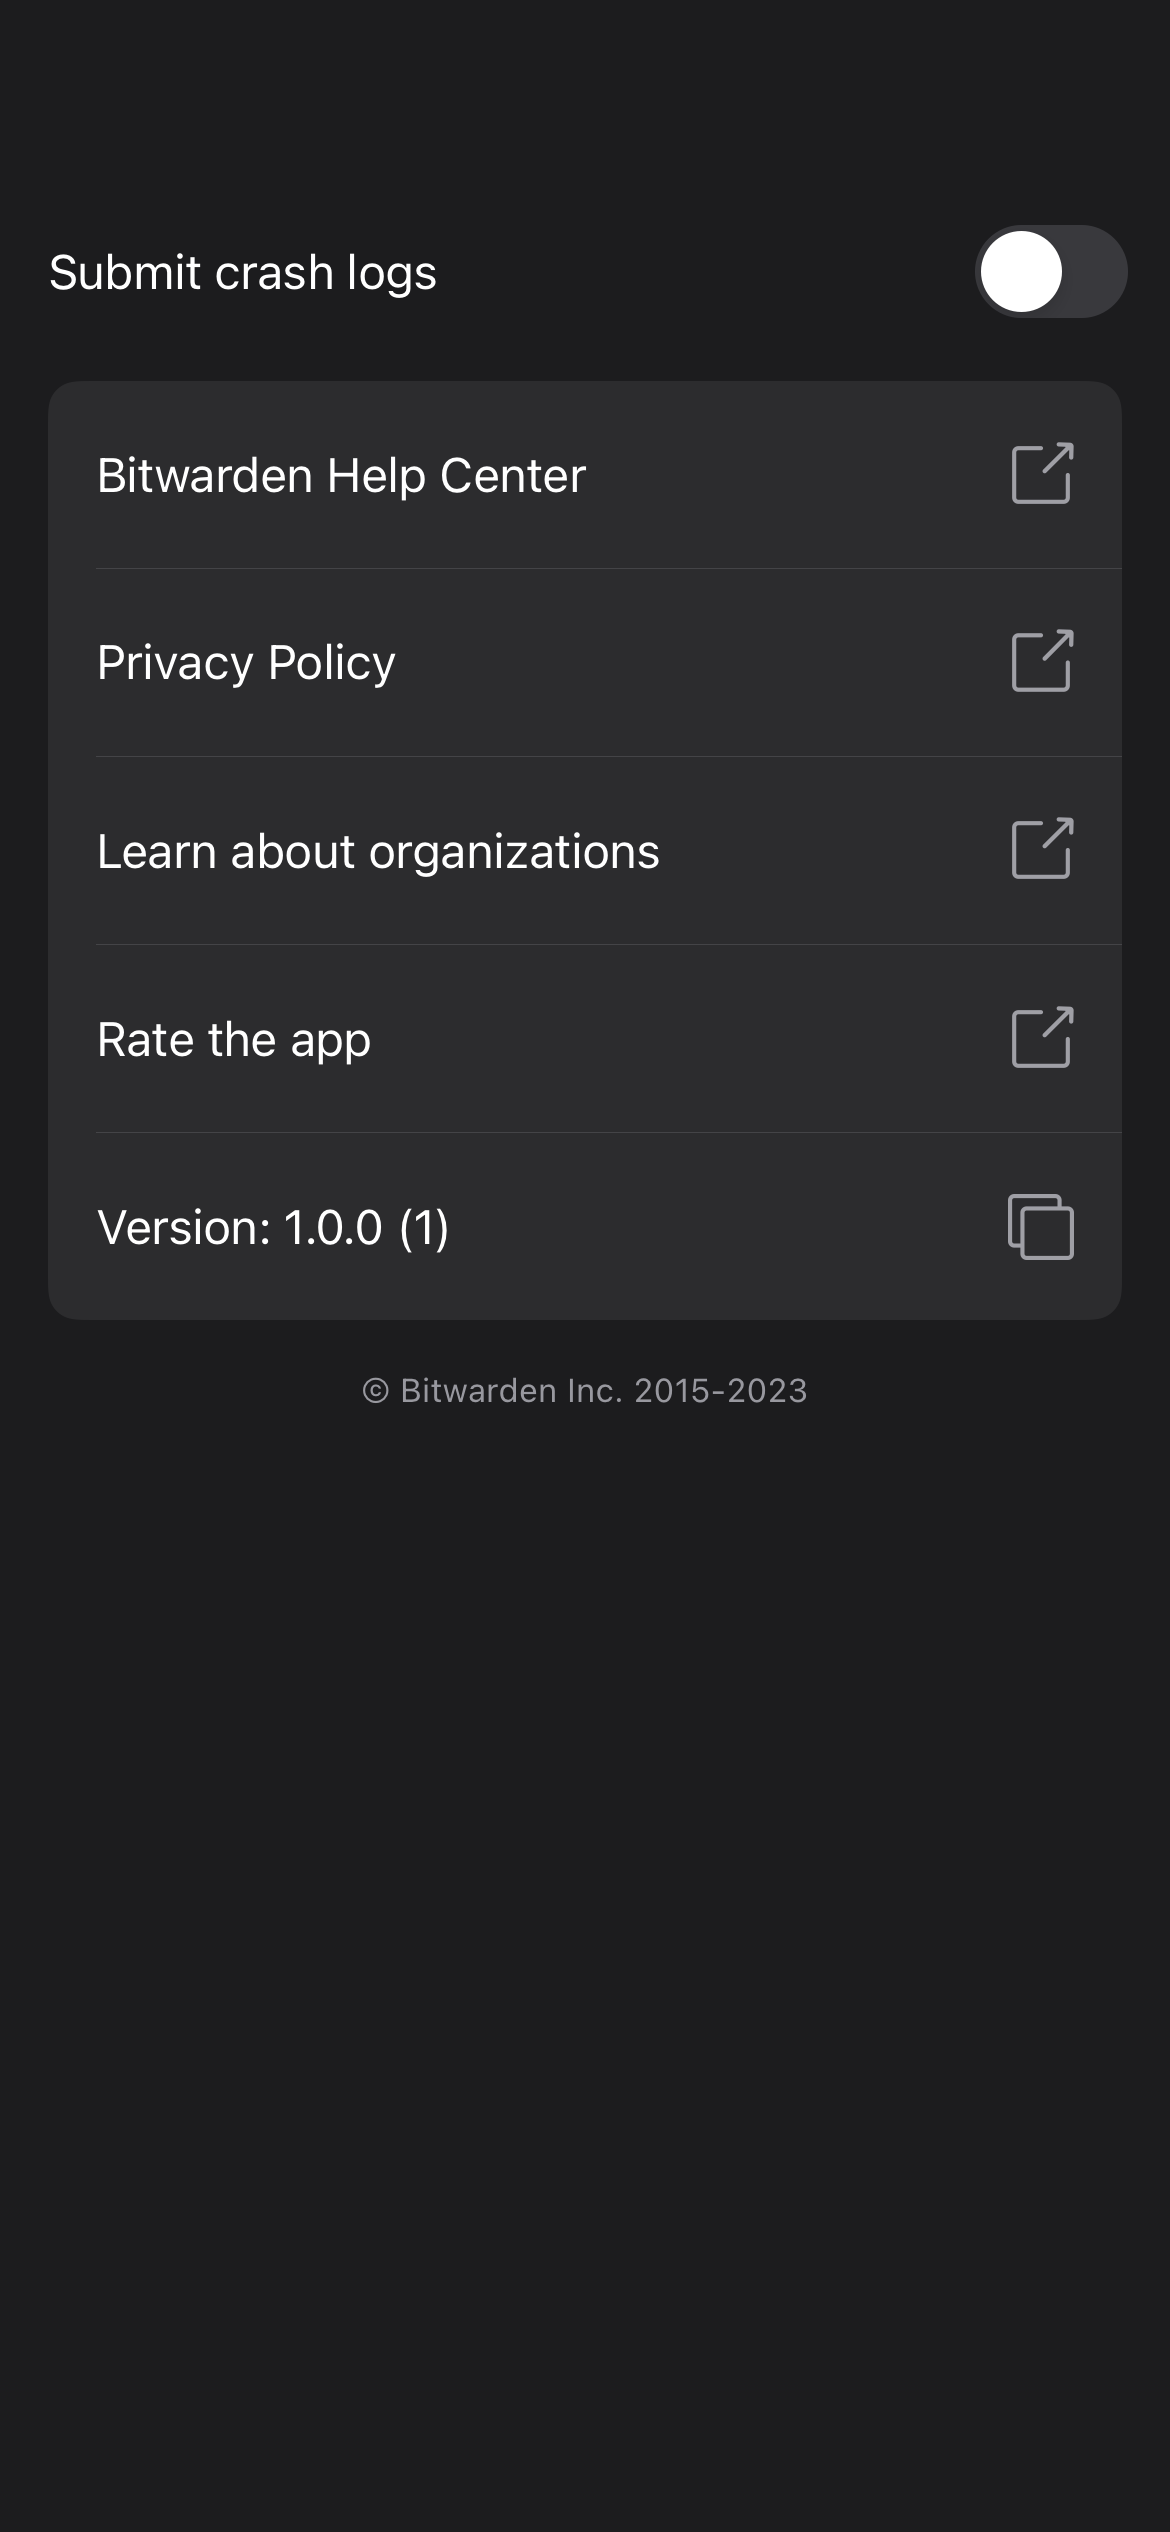 Submit crash logs
Bitwarden Help Center
Privacy Policy
Learn about organizations
Rate the app
Version: 1.0.0 (1)
© Bitwarden Inc. 2015-2023